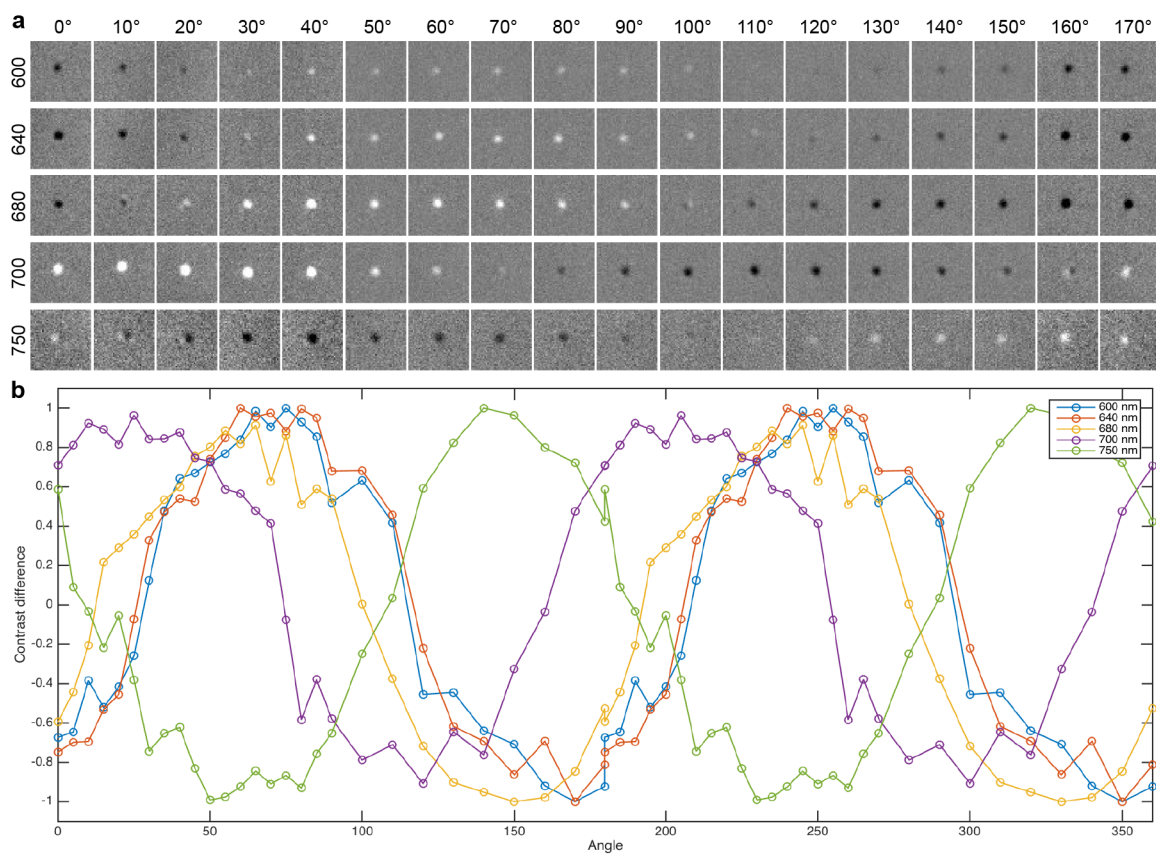 a
0° 10° 20° 30° 40° 50° 60° 70° 80° 90° 100° 110° 120° 130° 140° 150° 160° 170°
600
640
680
700
750
b
1
0.8
0.6
0.4
0.2
0
-0.2
-0.4
-0.6
-0.8
-1
Contrast difference
600 nm
640 nm
680 nm
700 nm
750 nm
0 50 100 150 200 250 300 350
Angle